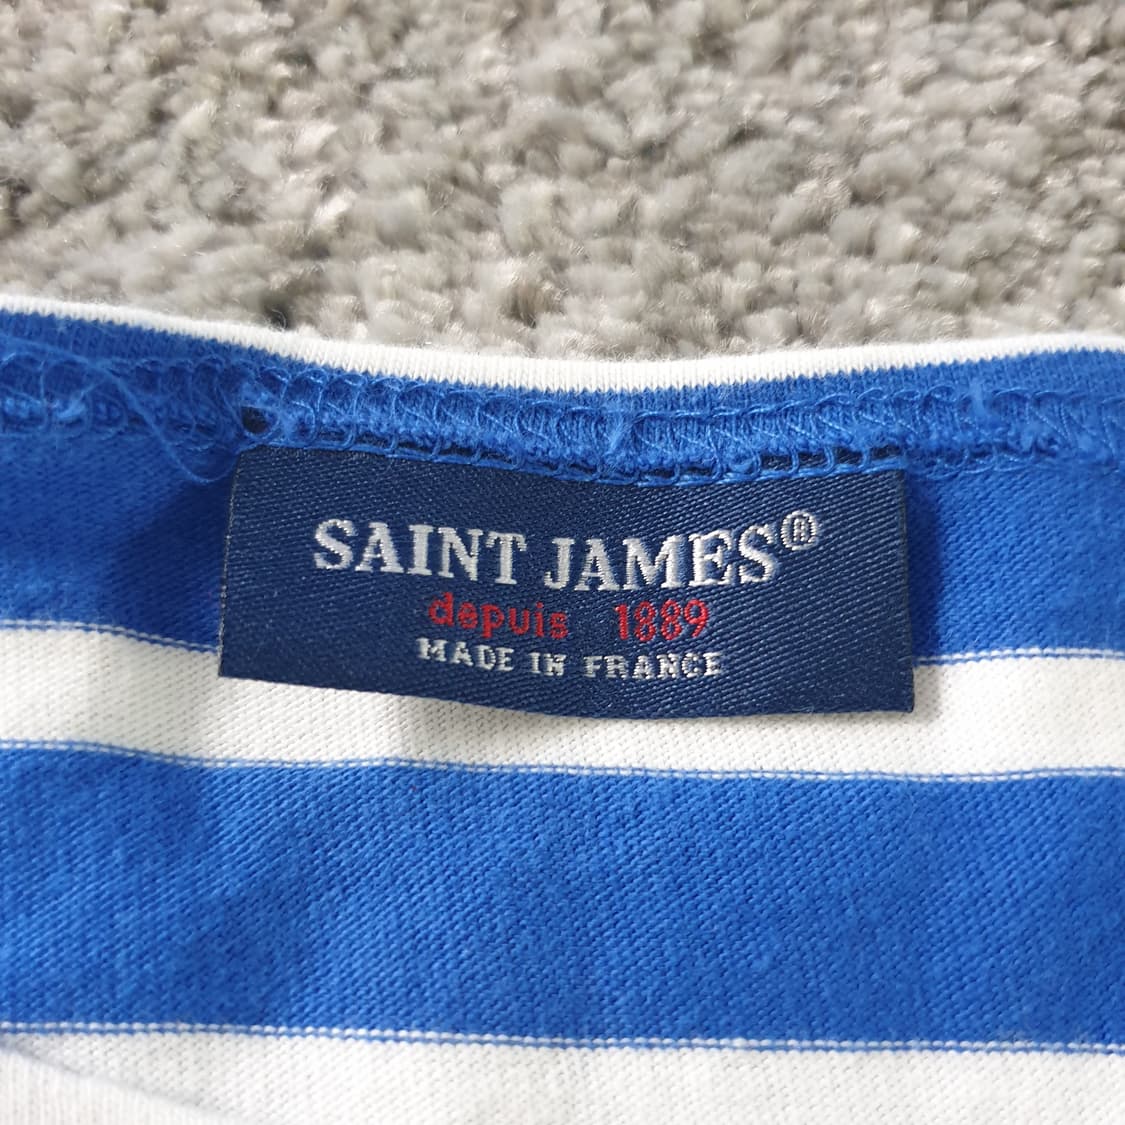 SAINT JAMES®
depuis 1889
MADE IN FRANCE